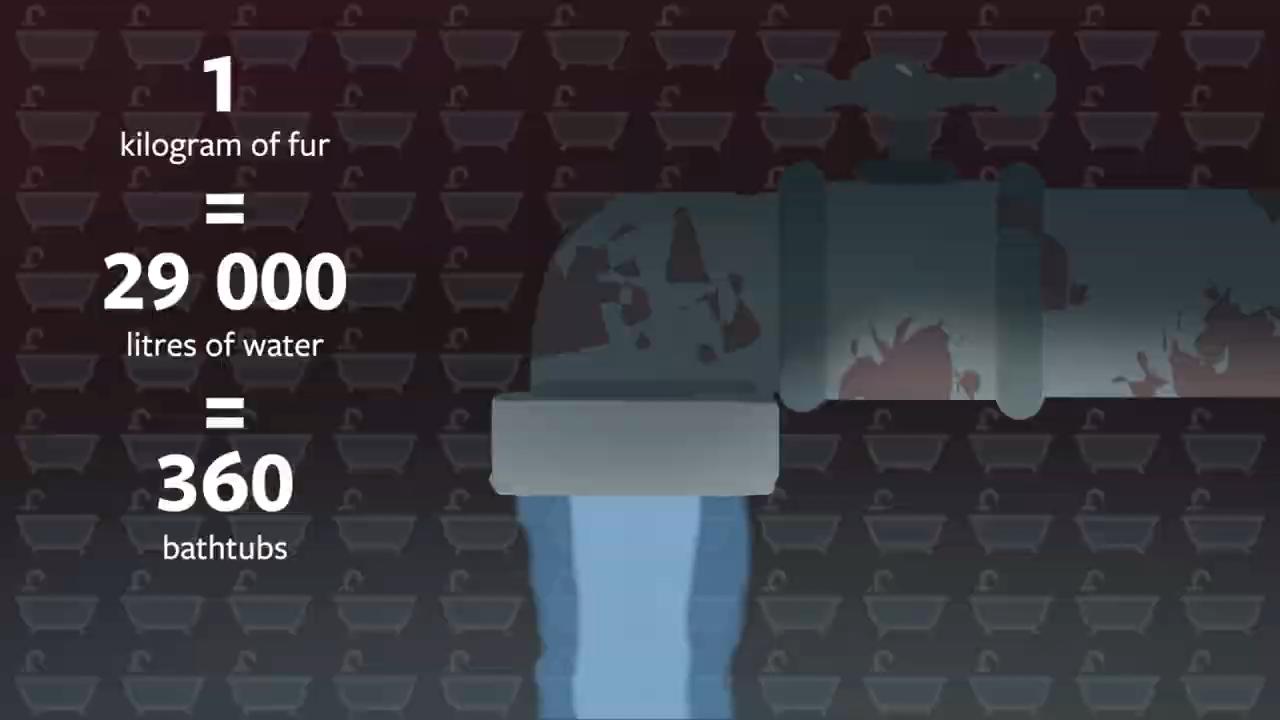 1
kilogram of fur
=
29 000
litres of water
=
360
bathtubs